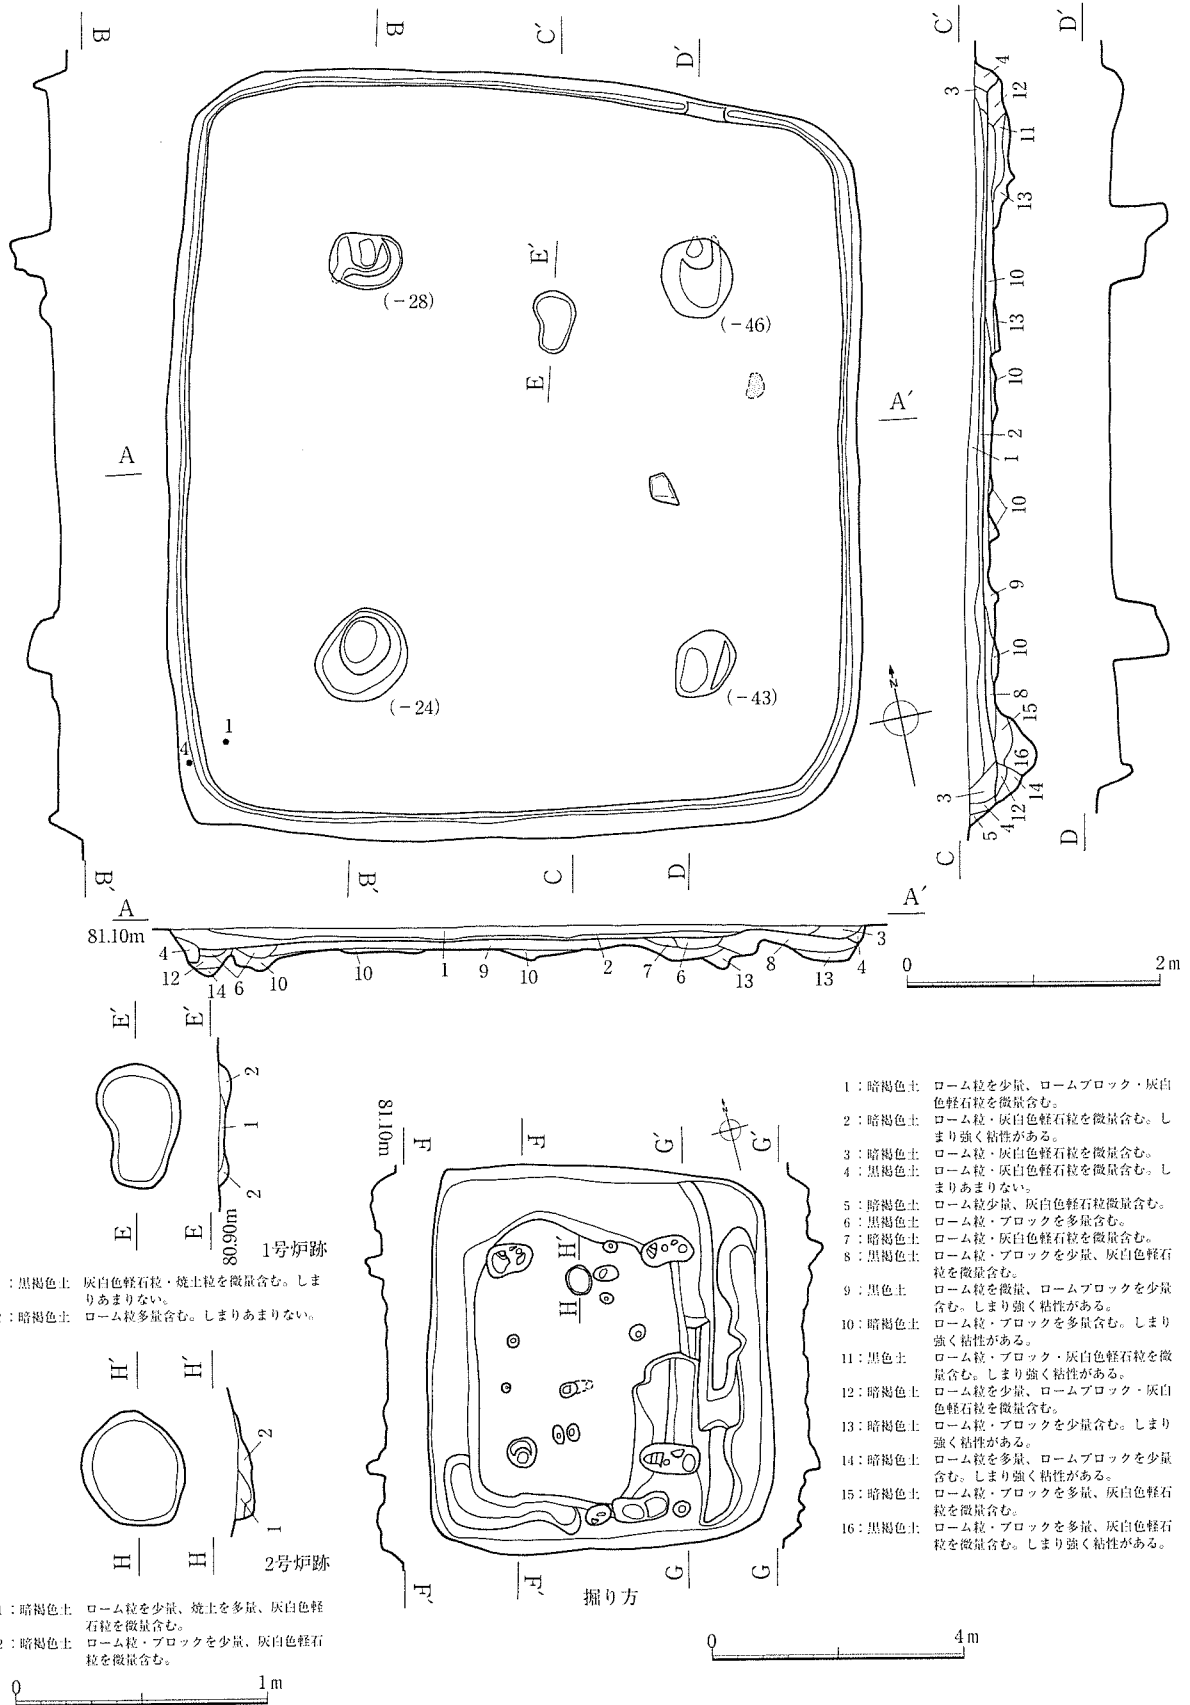 B
B
C′
D′
C′
D′
4
3
12
11
13
E′
(-28)
(-46)
10
13
E
10
A′
A
2
1
10
9
10
(-24)
(-43)
N
8
15
1
4
16
3
14
12
4
5
B′
B′
C
D
C
D
A
A′
81.10m
4
3
12
14
6
10
10
1
9
10
2
7
6
13
8
13
4
0
2m
E′
E′
2
1
2
E
E
80.90m
1号炉跡
:黒褐色土 灰白色軽石粒・焼土粒を微量含む。しま
りあまりない。
:暗褐色土 ローム粒多量含む。しまりあまりない。
H′
H′
2
1
H
H
2号炉跡
1:暗褐色土 ローム粒を少量、焼土を多量、灰白色軽
石粒を微量含む。
2:暗褐色土 ローム粒・ブロックを少量、灰白色軽石
粒を微量含む。
0
1m
81.10m
F
F
G′
G′
N
H′
H
F′
F′
G
G
掘り方
0
4m
1:暗褐色土 ローム粒を少量、ロームブロック・灰白
色軽石粒を微量含む。
2:暗褐色土 ローム粒・灰白色軽石粒を微量含む。し
まり強く粘性がある。
3:暗褐色土 ローム粒・灰白色軽石粒を微量含む。
4:黒褐色土 ローム粒・灰白色軽石粒を微量含む。し
まりあまりない。
5:暗褐色土 ローム粒少量、灰白色軽石粒微量含む。
6:黒褐色土 ローム粒・ブロックを多量含む。
7:暗褐色土 ローム粒・灰白色軽石粒を微量含む。
8:黒褐色土 ローム粒・ブロックを少量、灰白色軽石
粒を微量含む。
9:黒色土 ローム粒を微量、ロームブロックを少量
含む。しまり強く粘性がある。
10:暗褐色土 ローム粒・ブロックを多量含む。しまり
強く粘性がある。
11:黒色土 ローム粒・ブロック・灰白色軽石粒を微
量含む。しまり強く粘性がある。
12:暗褐色土 ローム粒を少量、ロームブロック・灰白
色軽石粒を微量含む。
13:暗褐色土 ローム粒・ブロックを少量含む。しまり
強く粘性がある。
14:暗褐色土 ローム粒を多量、ロームブロックを少量
含む。しまり強く粘性がある。
15:暗褐色土 ローム粒・ブロックを多量、灰白色軽石
粒を微量含む。
16:黒褐色土 ローム粒・ブロックを多量、灰白色軽石
粒を微量含む。しまり強く粘性がある。